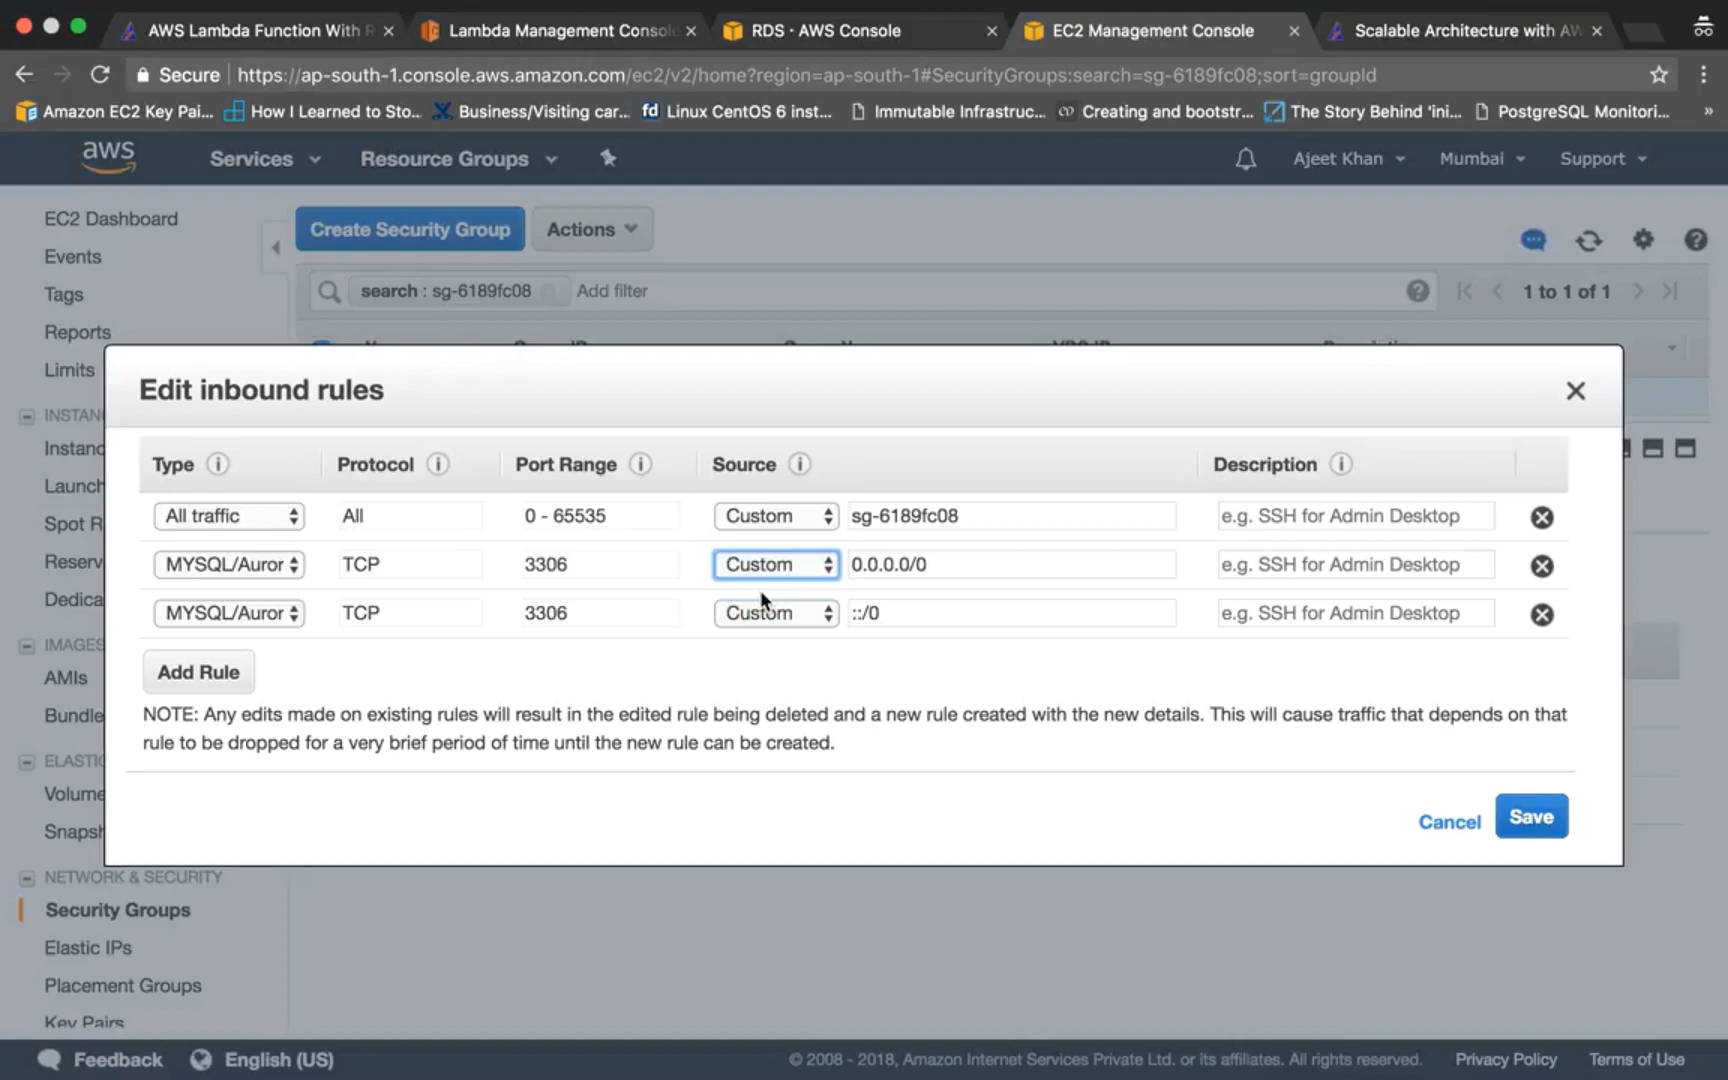 AWS Lambda Function With R
Lambda Management Consol
RDS · AWS Console
EC2 Management Console
Scalable Architecture with AW
Secure
https://ap-south-1.console.aws.amazon.com/ec2/v2/home?region=ap-south-1#SecurityGroups:search=sg-6189fc08;sort=groupId
Amazon EC2 Key Pai...
How I Learned to Sto...
Business/Visiting car...
fd Linux CentOS 6 inst...
Immutable Infrastruc...
Creating and bootstr...
The Story Behind 'ini...
PostgreSQL Monitori...
»
aws
Services
Resource Groups
Ajeet Khan
Mumbai
Support
EC2 Dashboard
Events
Tags
Reports
Limits
INSTAN
Instanc
Launch
Spot R
Reserv
Dedica
IMAGES
AMIs
Bundle
ELASTIC
Volume
Snapsh
NETWORK & SECURITY
Security Groups
Elastic IPs
Placement Groups
Key Pairs
Create Security Group
Actions
search : sg-6189fc08
Add filter
1 to 1 of 1
Edit inbound rules
Type Protocol Port Range Source Description
All traffic All 0 - 65535 Custom sg-6189fc08 e.g. SSH for Admin Desktop
MYSQL/Auror TCP 3306 Custom 0.0.0.0/0 e.g. SSH for Admin Desktop
MYSQL/Auror TCP 3306 Custom ::/0 e.g. SSH for Admin Desktop
Add Rule
NOTE: Any edits made on existing rules will result in the edited rule being deleted and a new rule created with the new details. This will cause traffic that depends on that
rule to be dropped for a very brief period of time until the new rule can be created.
Cancel
Save
Feedback
English (US)
© 2008 - 2018, Amazon Internet Services Private Ltd. or its affiliates. All rights reserved.
Privacy Policy
Terms of Use